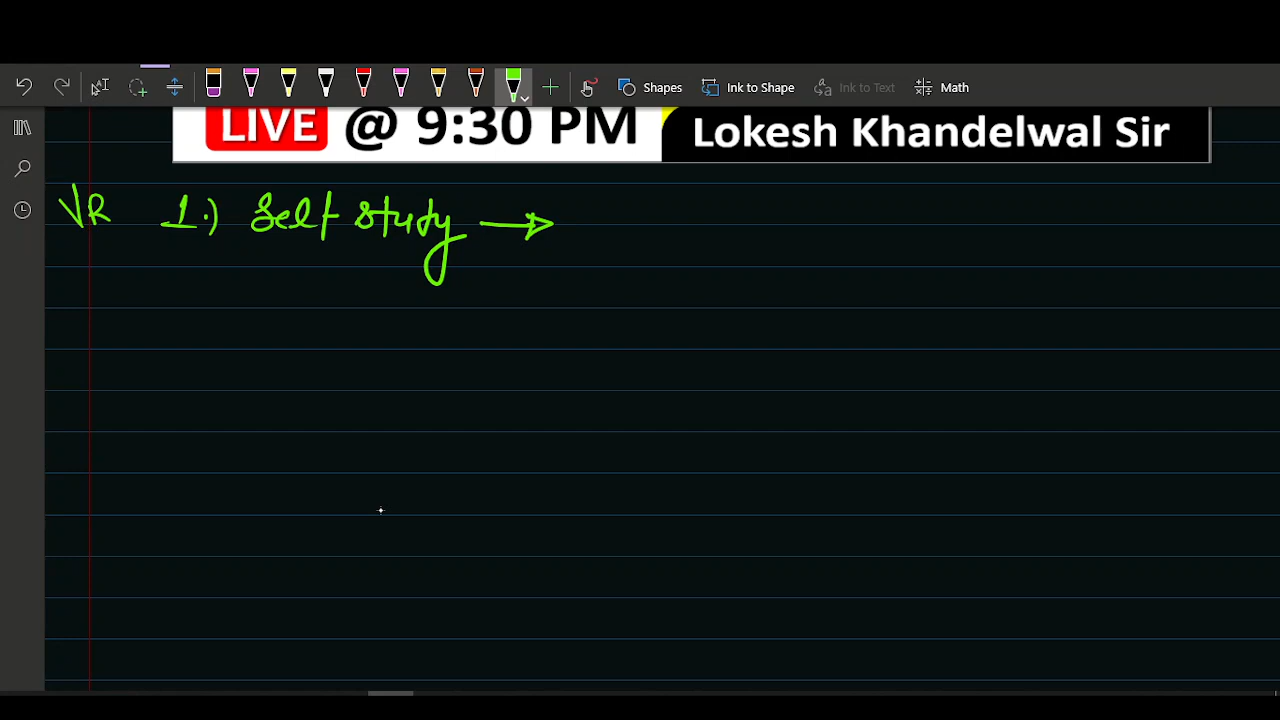 Shapes Ink to Shape Ink to Text Math
LIVE @ 9:30 PM Lokesh Khandelwal Sir
VR 1.) Self study →